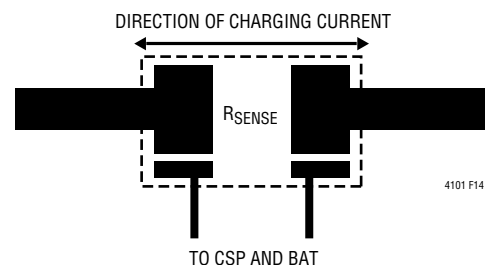 DIRECTION OF CHARGING CURRENT
RSENSE
4101 F14
TO CSP AND BAT